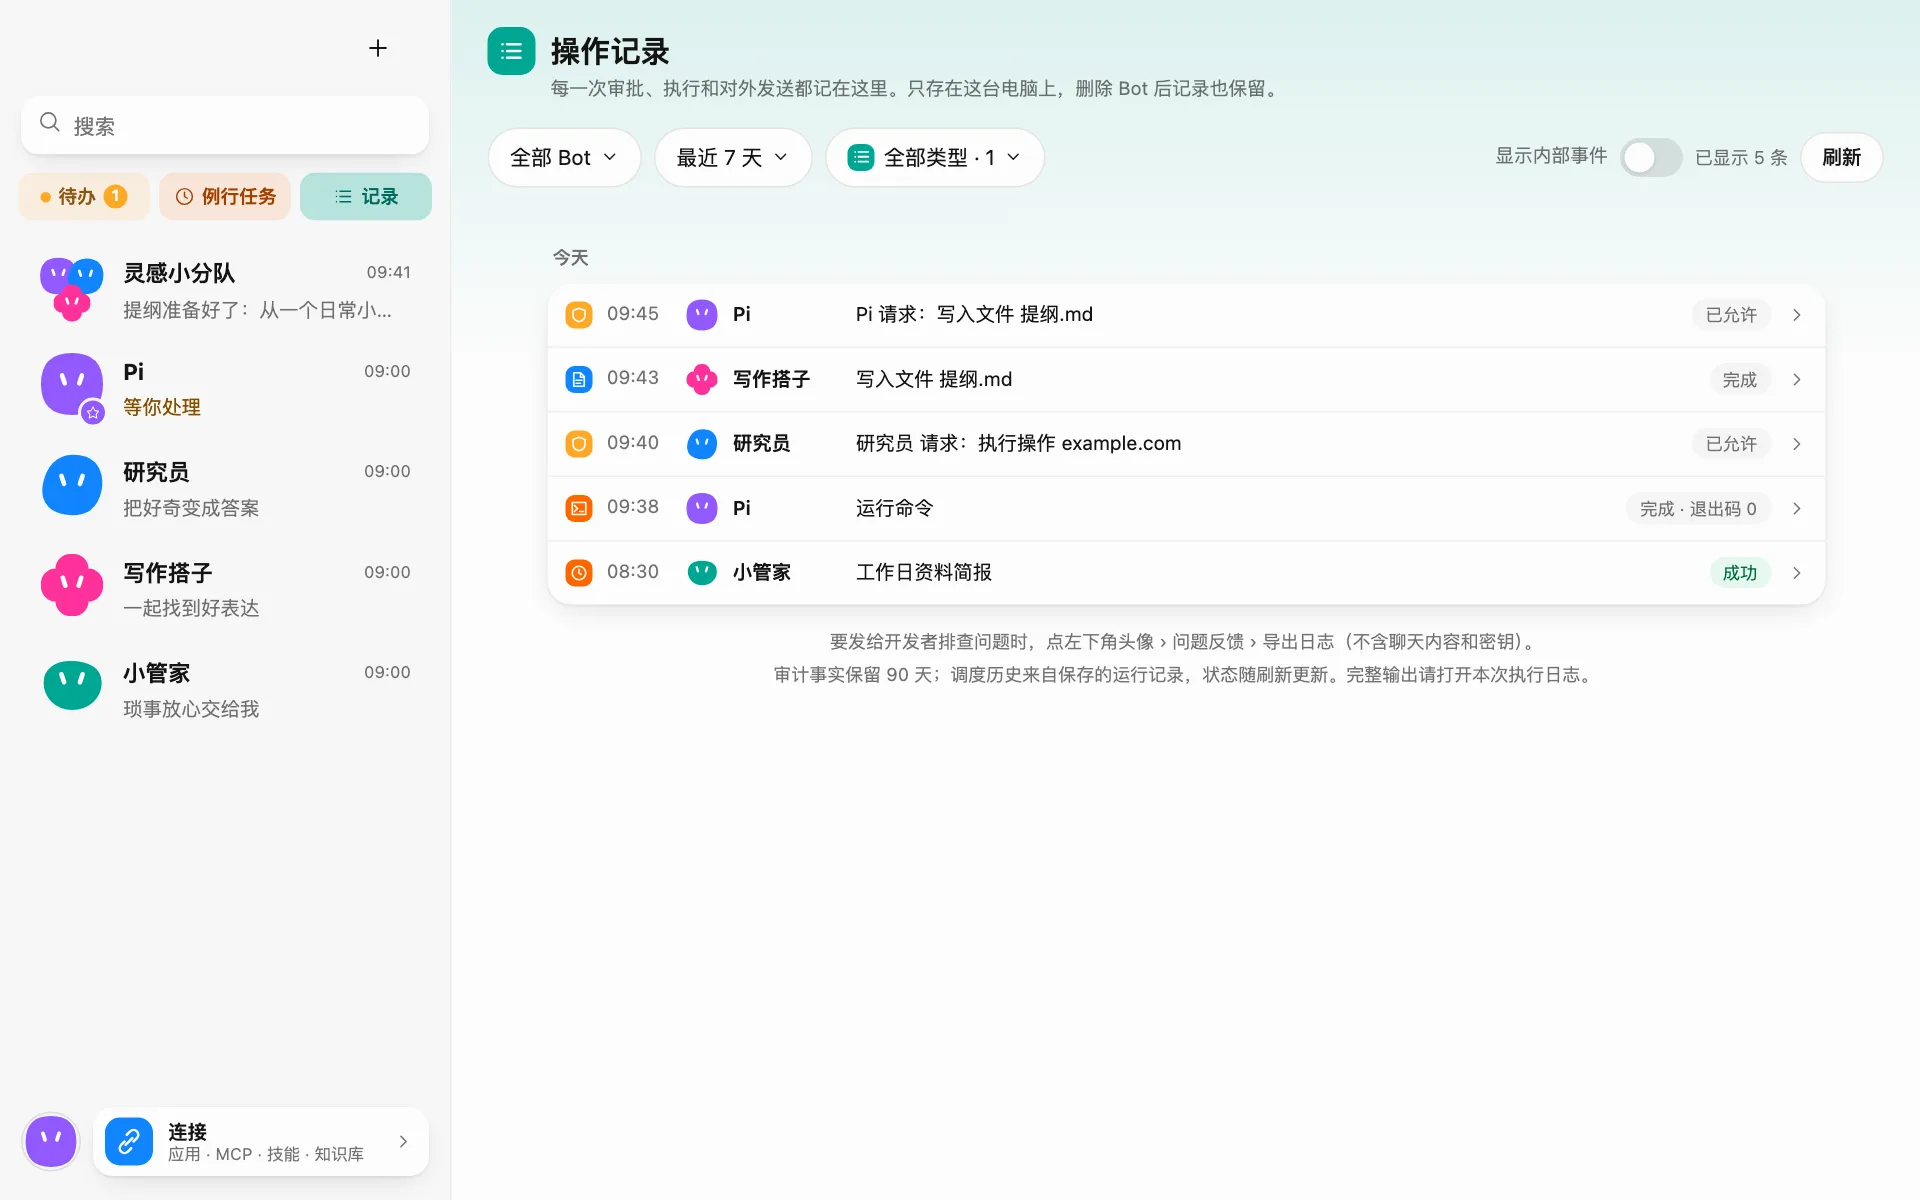 搜索
待办 1
例行任务
记录
灵感小分队
09:41
提纲准备好了：从一个日常小...
Pi
09:00
等你处理
研究员
09:00
把好奇变成答案
写作搭子
09:00
一起找到好表达
小管家
09:00
琐事放心交给我
连接
应用 · MCP · 技能 · 知识库
操作记录
每一次审批、执行和对外发送都记在这里。只存在这台电脑上，删除 Bot 后记录也保留。
全部 Bot
最近 7 天
全部类型 · 1
显示内部事件
已显示 5 条
刷新
今天
09:45 Pi Pi 请求：写入文件 提纲.md 已允许
09:43 写作搭子 写入文件 提纲.md 完成
09:40 研究员 研究员 请求：执行操作 example.com 已允许
09:38 Pi 运行命令 完成 · 退出码 0
08:30 小管家 工作日资料简报 成功
要发给开发者排查问题时，点左下角头像 › 问题反馈 › 导出日志（不含聊天内容和密钥）。
审计事实保留 90 天；调度历史来自保存的运行记录，状态随刷新更新。完整输出请打开本次执行日志。